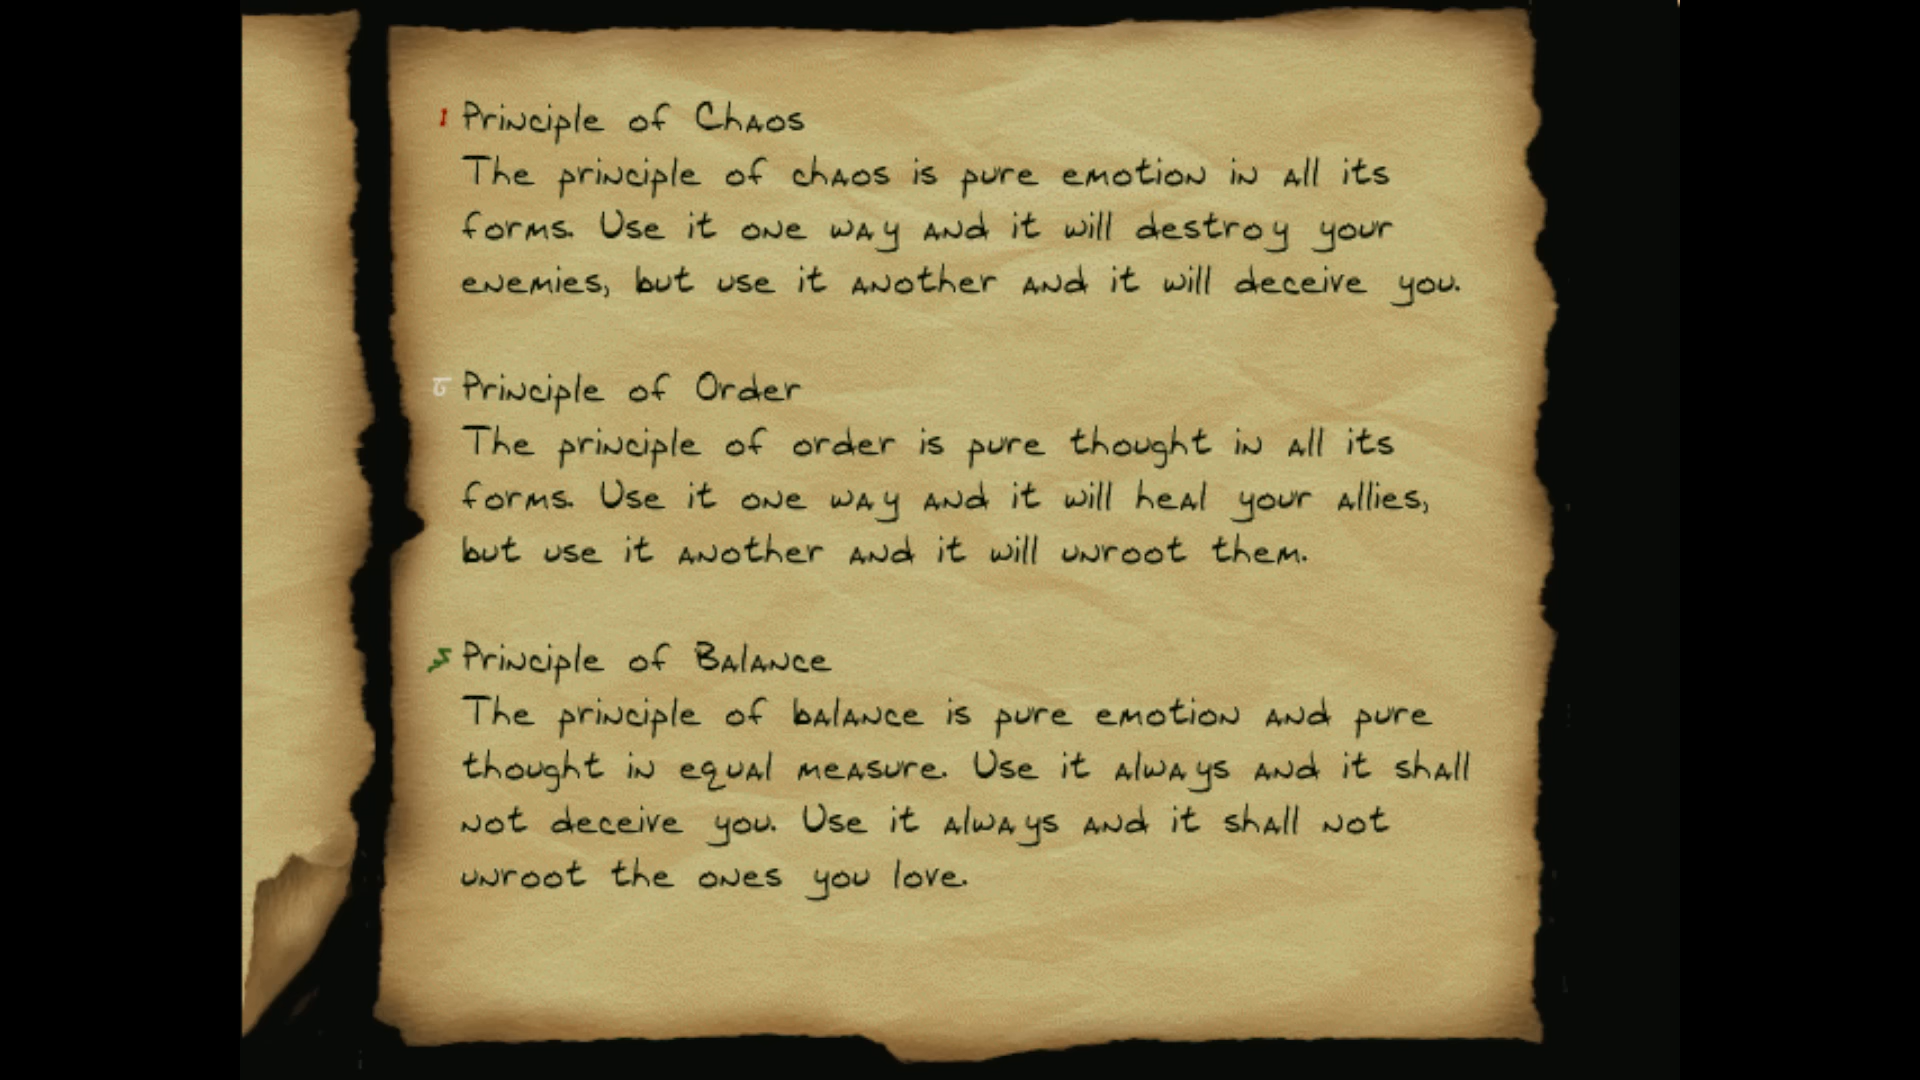 Principle of Chaos
The principle of chaos is pure emotion in all its
forms. Use it one way and it will destroy your
enemies, but use it another and it will deceive you.
Principle of Order
The principle of order is pure thought in all its
forms. Use it one way and it will heal your allies,
but use it another and it will unroot them.
Principle of Balance
The principle of balance is pure emotion and pure
thought in equal measure. Use it always and it shall
not deceive you. Use it always and it shall not
unroot the ones you love.